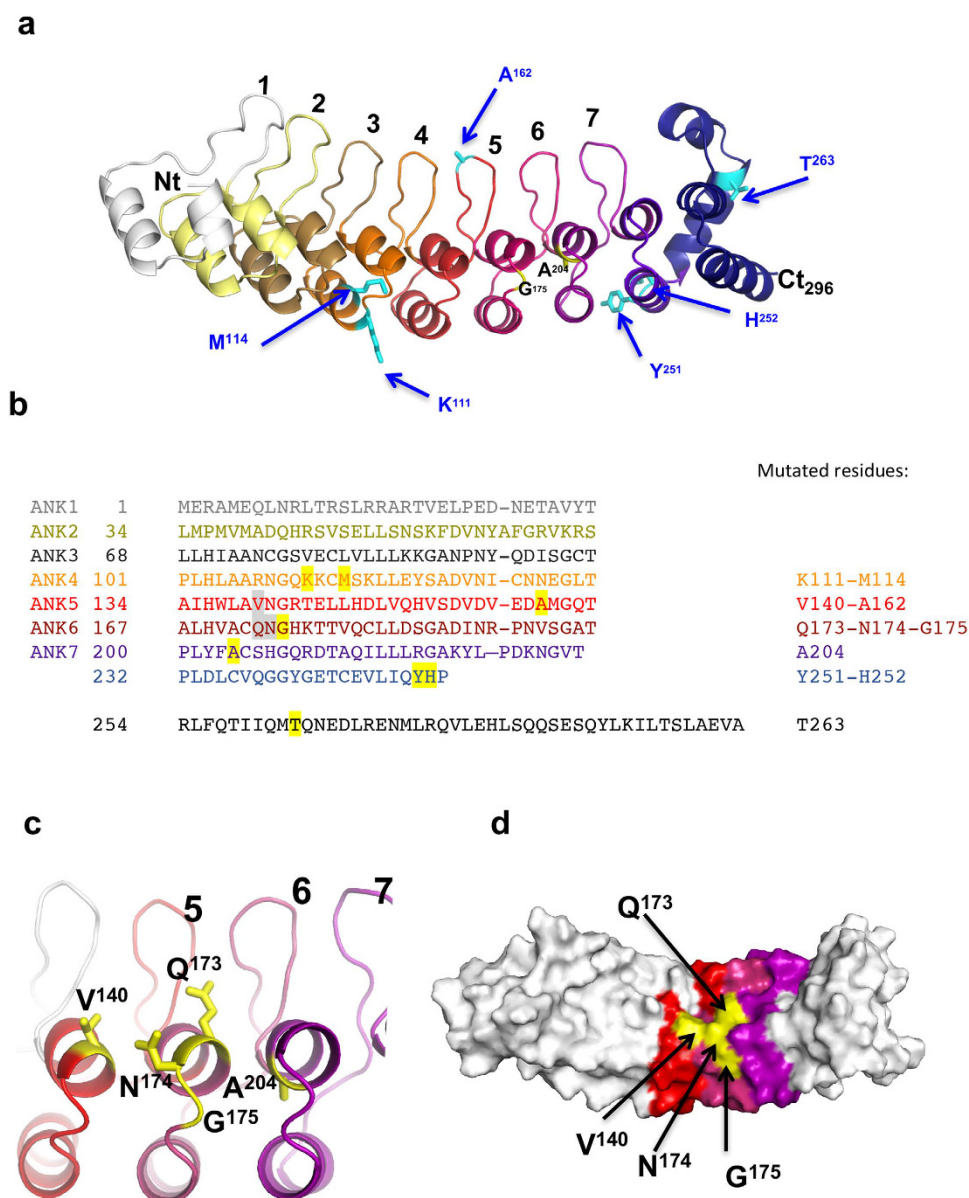 a
1
2
3
4
5
6
7
A162
T263
Nt
A204
G175
Ct296
M114
H252
Y251
K111
b
Mutated residues:
ANK1 1 MERAMEQLNRLTRSLRRARTVELPED–NETAVYT
ANK2 34 LMPMVMADQHRSVSELLSNSKFDVNYAFGRVKRS
ANK3 68 LLHIAANCGSVECLVLLLKKGANPNY–QDISGCT
ANK4 101 PLHLAARNGQKKCMSKLLEYSADVNI–CNNEGLT K111–M114
ANK5 134 AIHWLAVNGRTELLHDLVQHVSDVDV–EDAMGQT V140–A162
ANK6 167 ALHVACQNGHKTTVQCLLDSGADINR–PNVSGAT Q173–N174–G175
ANK7 200 PLYFACSHGQRDTAQILLLRGAKYL–PDKNGVT A204
232 PLDLCVQGGYGETCEVLIQYHP Y251–H252
254 RLFQTIIQMTQNEDLRENMLRQVLEHLSQQSESQYLKILTSLAEVA T263
c
d
5
6
7
Q173
V140
N174
A204
G175
Q173
V140
N174
G175